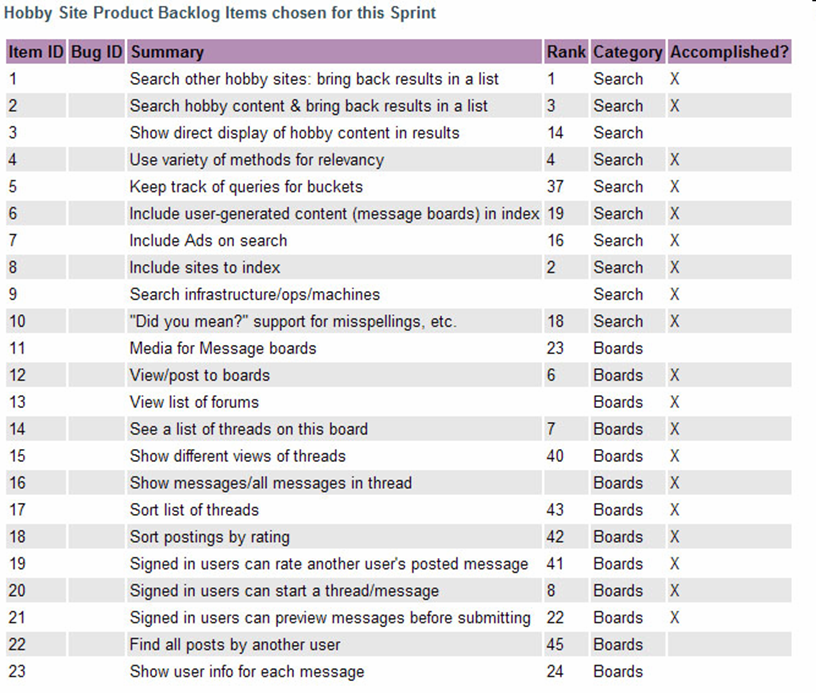 Hobby Site Product Backlog Items chosen for this Sprint
Item ID Bug ID Summary Rank Category Accomplished?
1 Search other hobby sites: bring back results in a list 1 Search X
2 Search hobby content & bring back results in a list 3 Search X
3 Show direct display of hobby content in results 14 Search
4 Use variety of methods for relevancy 4 Search X
5 Keep track of queries for buckets 37 Search X
6 Include user-generated content (message boards) in index 19 Search X
7 Include Ads on search 16 Search X
8 Include sites to index 2 Search X
9 Search infrastructure/ops/machines Search X
10 "Did you mean?" support for misspellings, etc. 18 Search X
11 Media for Message boards 23 Boards
12 View/post to boards 6 Boards X
13 View list of forums Boards X
14 See a list of threads on this board 7 Boards X
15 Show different views of threads 40 Boards X
16 Show messages/all messages in thread Boards X
17 Sort list of threads 43 Boards X
18 Sort postings by rating 42 Boards X
19 Signed in users can rate another user's posted message 41 Boards X
20 Signed in users can start a thread/message 8 Boards X
21 Signed in users can preview messages before submitting 22 Boards X
22 Find all posts by another user 45 Boards
23 Show user info for each message 24 Boards